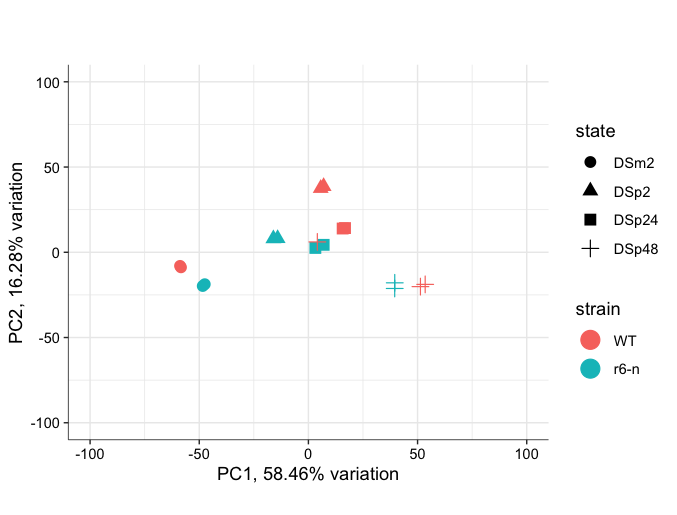 100
50
0
-50
-100
PC2, 16.28% variation
-100
-50
0
50
100
PC1, 58.46% variation
state
DSm2
DSp2
DSp24
DSp48
strain
WT
r6-n